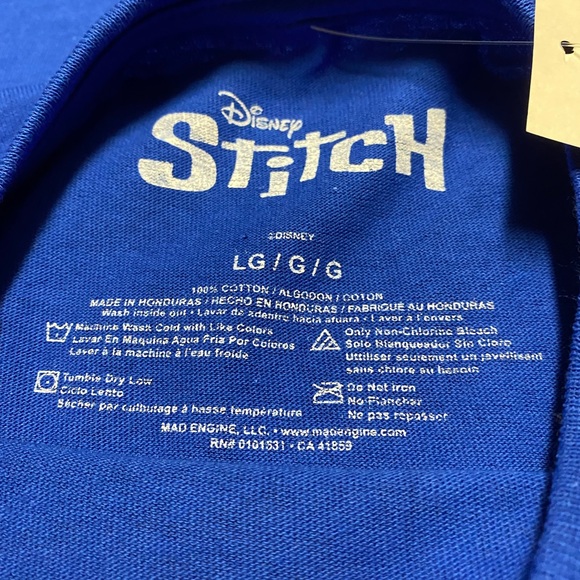 Disney
Stitch
©DISNEY
LG / G / G
100% COTTON / ALGODON / COTON
MADE IN HONDURAS / HECHO EN HONDURAS / FABRIQUÉ AU HONDURAS
Wash inside out • Lavar de adentro hacia afuara • Laver à l'envers
Machine Wash Cold with Like Colors
Lavar En Maquina Agua Fria Por Colores
Laver à la machine à l'eau froide
Only Non-Chlorine Bleach
Solo Blanqueador Sin Cloro
Utiliser seulement un javellisant
sans chlore au besoin
Tumble Dry Low
Ciclo Lento
Sécher par culbutage à basse température
Do Not Iron
No Planchar
Ne pas repasser
MAD ENGINE, LLC. • www.madengine.com
RN# 0101531 • CA 41859